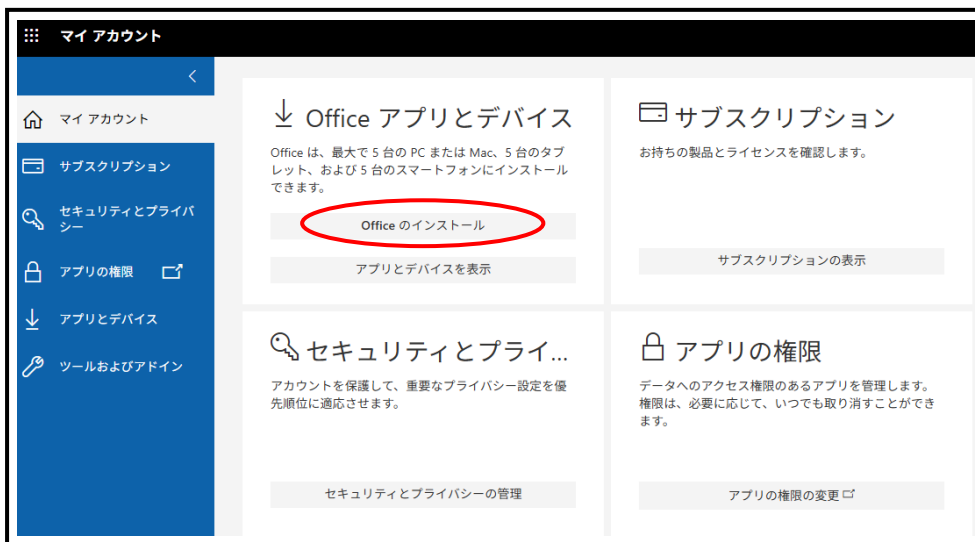 マイ アカウント
マイ アカウント
サブスクリプション
セキュリティとプライバ
シー
アプリの権限
アプリとデバイス
ツールおよびアドイン
Office アプリとデバイス
Office は、最大で 5 台の PC または Mac、5 台のタブ
レット、および 5 台のスマートフォンにインストール
できます。
Office のインストール
アプリとデバイスを表示
サブスクリプション
お持ちの製品とライセンスを確認します。
サブスクリプションの表示
セキュリティとプライ...
アカウントを保護して、重要なプライバシー設定を優
先順位に適応させます。
セキュリティとプライバシーの管理
アプリの権限
データへのアクセス権限のあるアプリを管理します。
権限は、必要に応じて、いつでも取り消すことができ
ます。
アプリの権限の変更